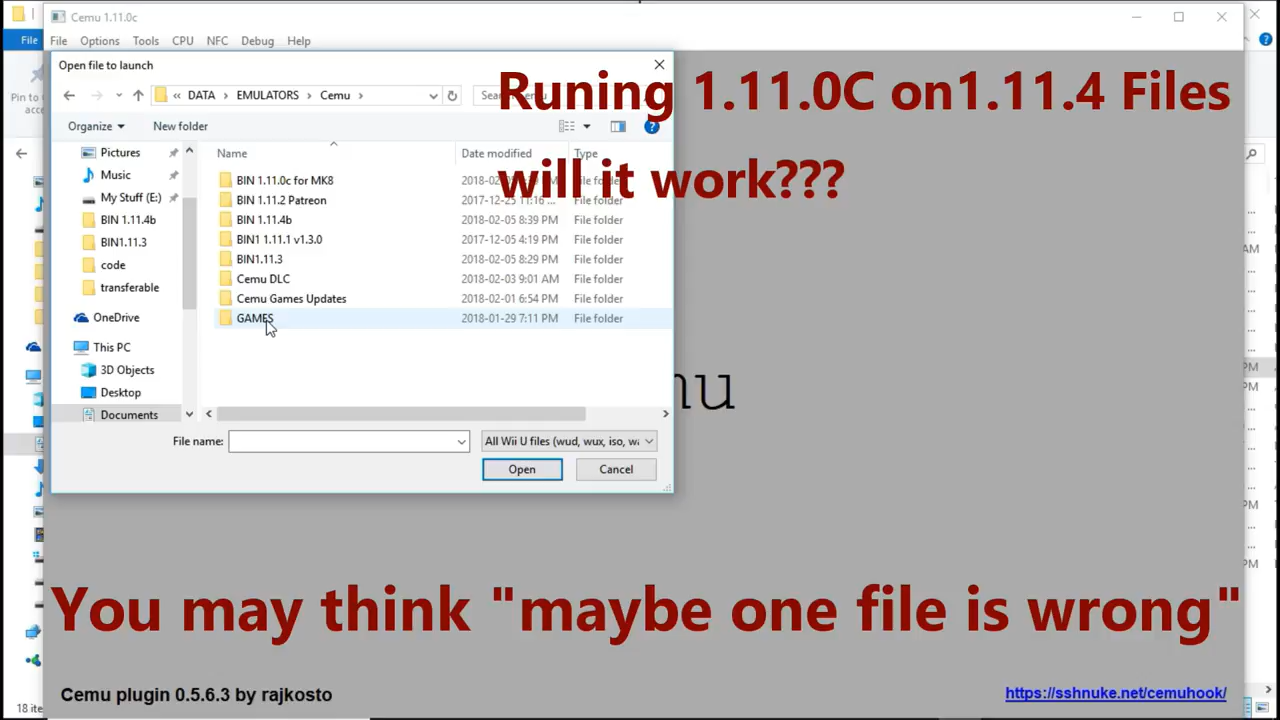 Cemu 1.11.0c
File
File Options Tools CPU NFC Debug Help
Open file to launch
Runing 1.11.0C on1.11.4 Files
will it work???
Pin to
« DATA > EMULATORS > Cemu >
Organize New folder
Name Date modified Type
Pictures
Music
My Stuff (E:)
BIN 1.11.4b
BIN1.11.3
code
transferable
OneDrive
This PC
3D Objects
Desktop
Documents
BIN 1.11.0c for MK8
BIN 1.11.2 Patreon 2017-12-25 11:16 ...
BIN 1.11.4b 2018-02-05 8:39 PM File folder
BIN1 1.11.1 v1.3.0 2017-12-05 4:19 PM File folder
BIN1.11.3 2018-02-05 8:29 PM File folder
Cemu DLC 2018-02-03 9:01 AM File folder
Cemu Games Updates 2018-02-01 6:54 PM File folder
GAMES 2018-01-29 7:11 PM File folder
File name: All Wii U files (wud, wux, iso, wa
Open Cancel
You may think "maybe one file is wrong"
Cemu plugin 0.5.6.3 by rajkosto
https://sshnuke.net/cemuhook/